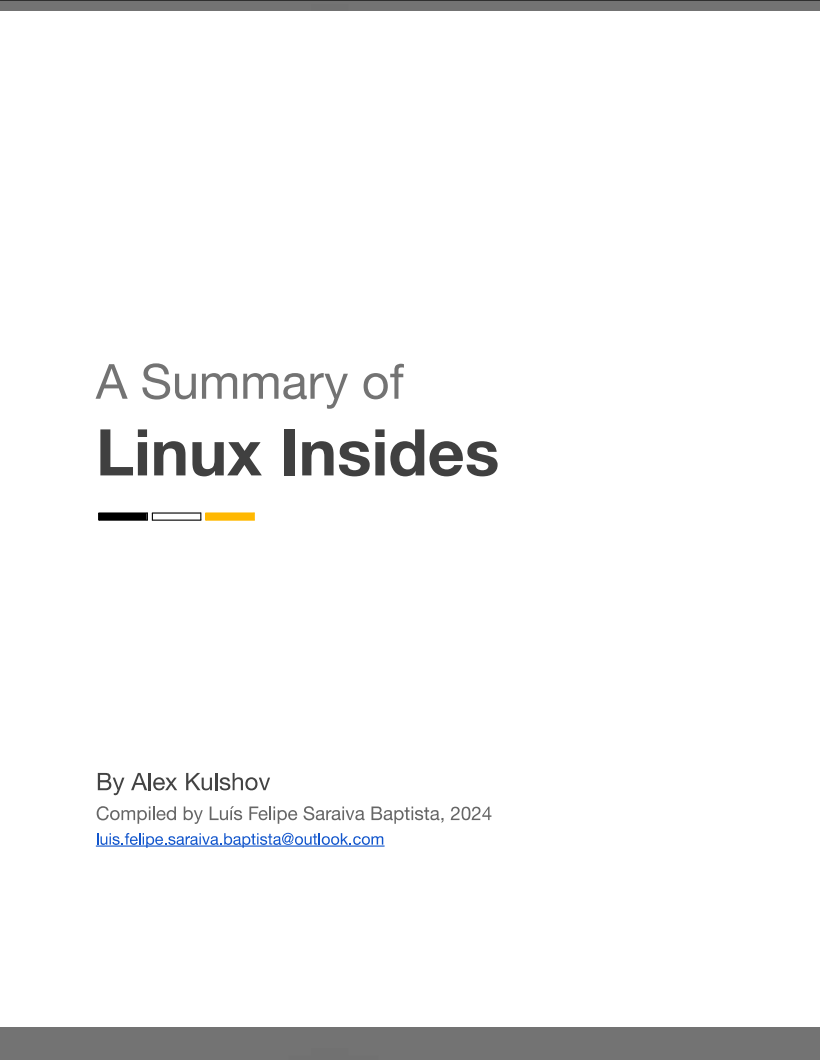 A Summary of
Linux Insides
By Alex Kulshov
Compiled by Luís Felipe Saraiva Baptista, 2024
luis.felipe.saraiva.baptista@outlook.com